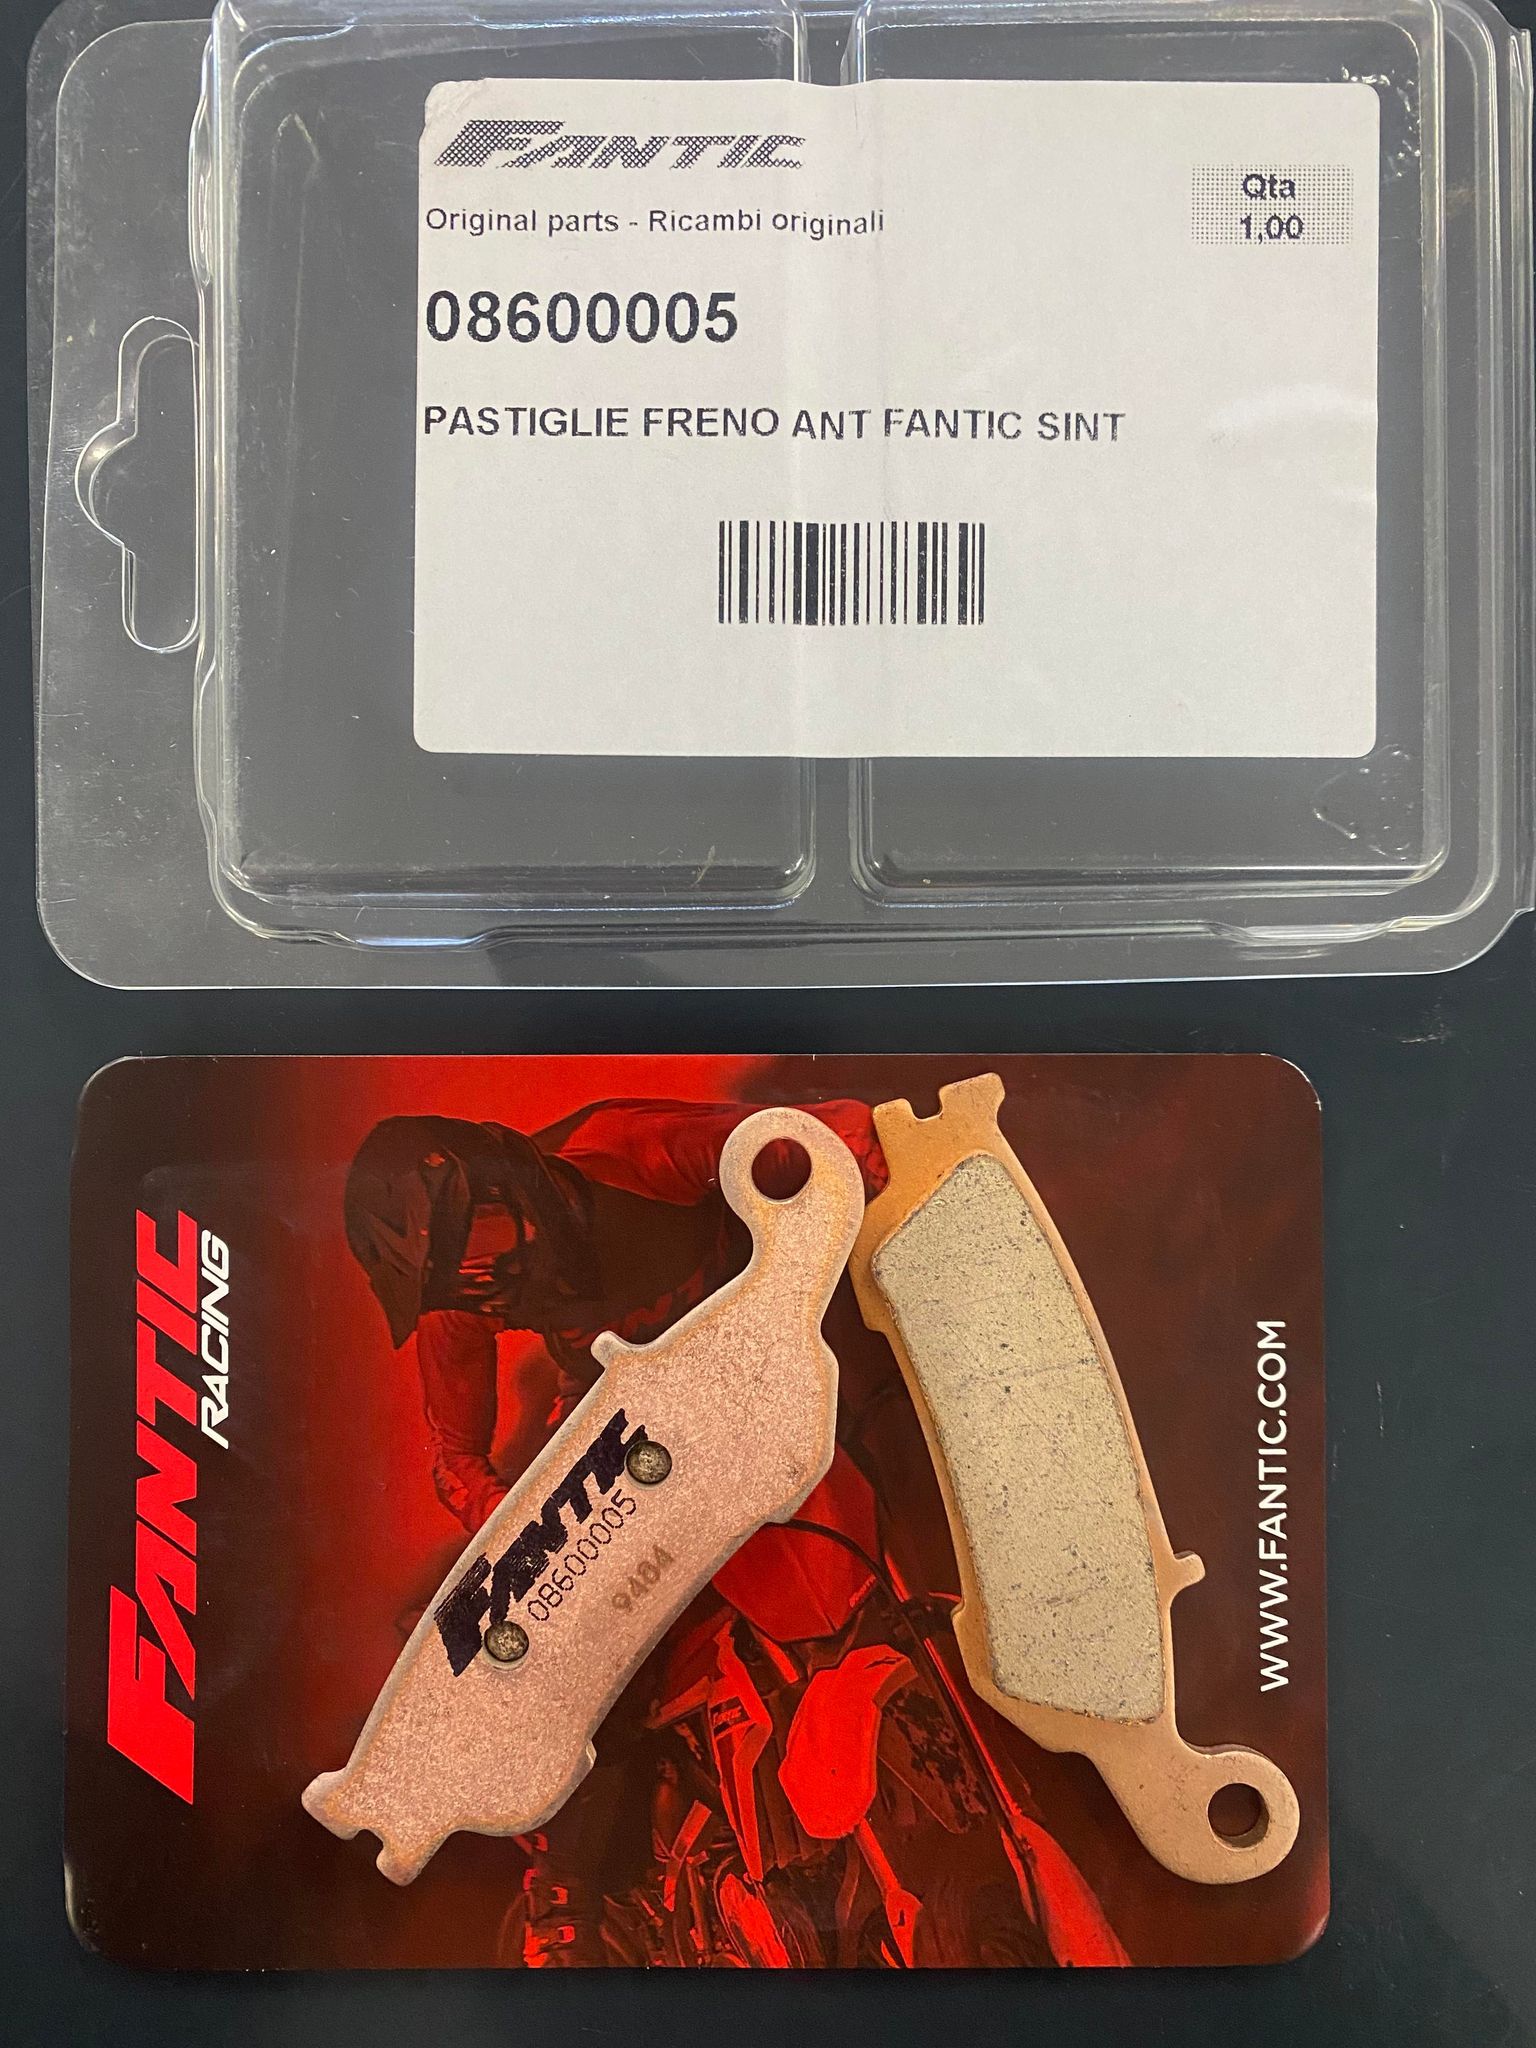 FANTIC
Original parts - Ricambi originali
Qta
1,00
08600005
PASTIGLIE FRENO ANT FANTIC SINT
FANTIC
RACING
FANTIC
08600005
9404
WWW.FANTIC.COM